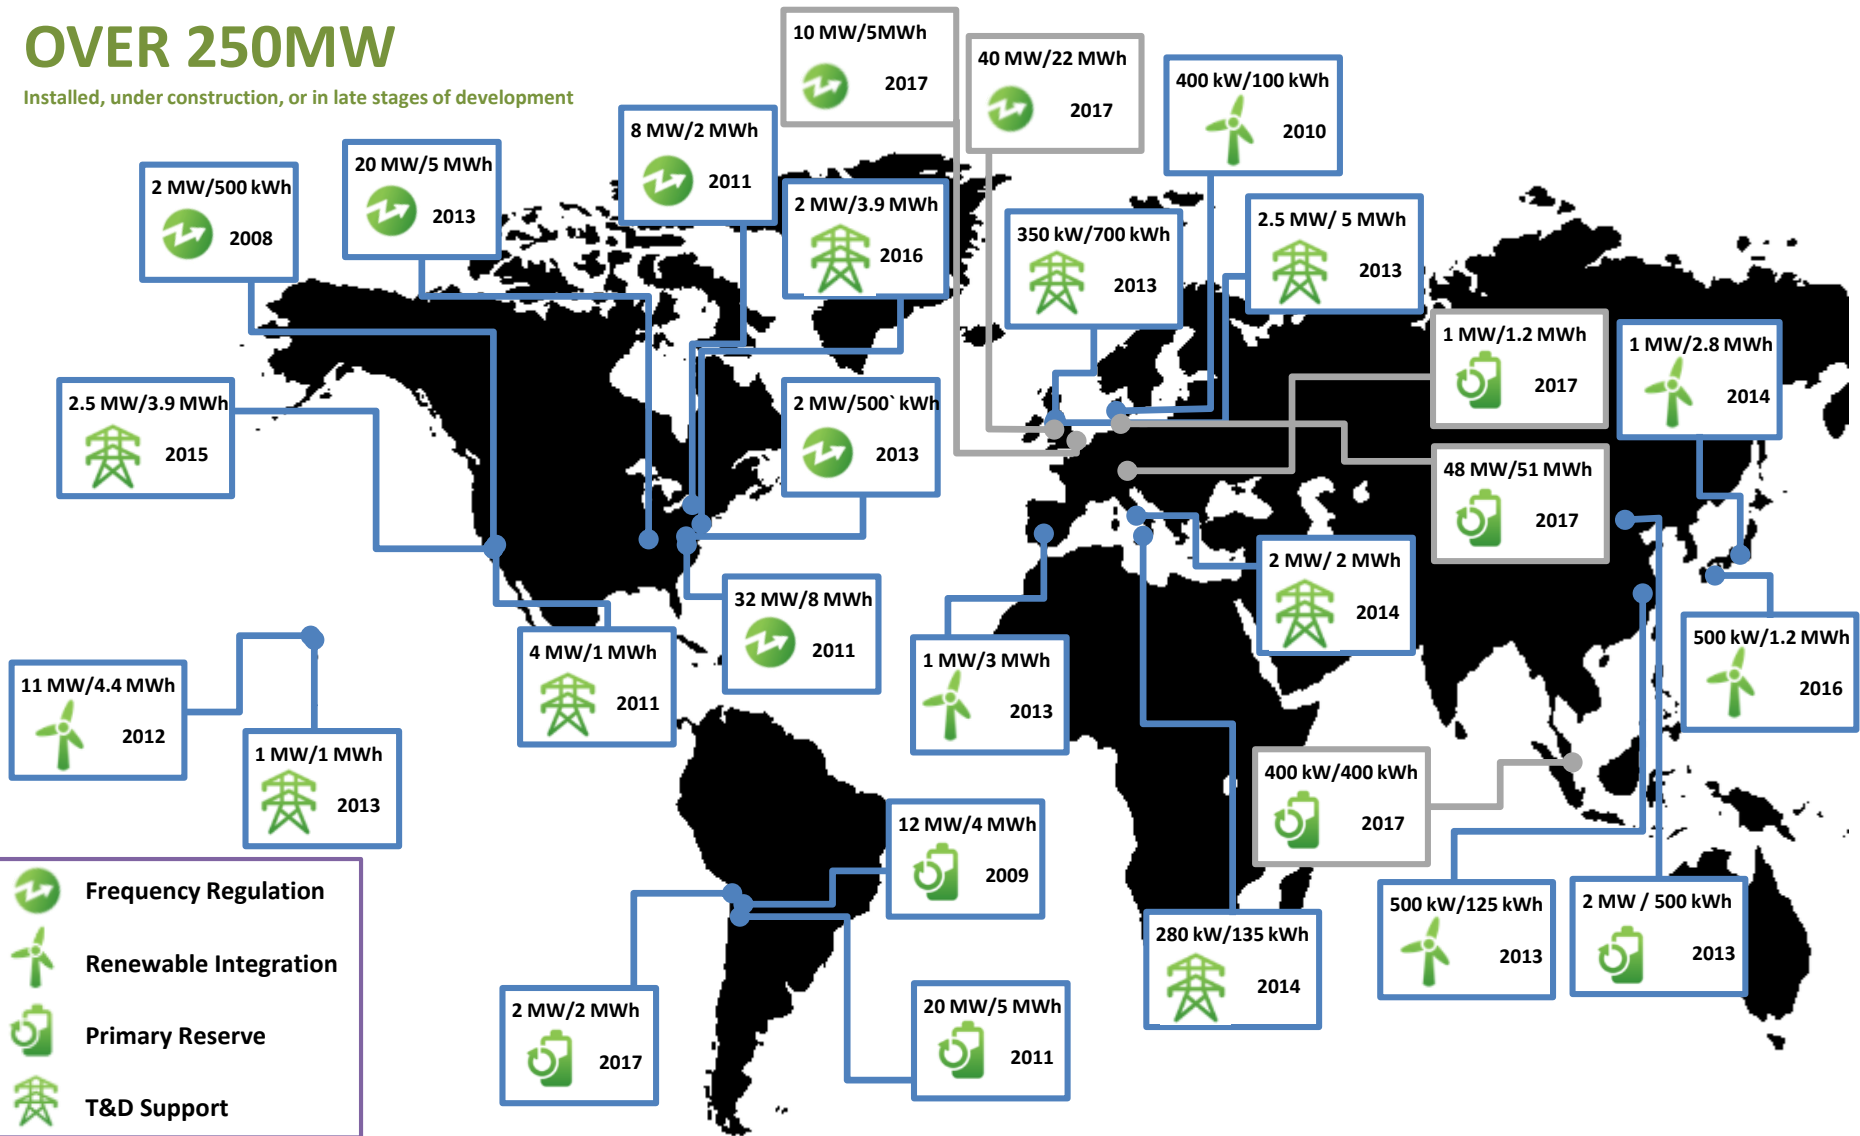 OVER 250MW
Installed, under construction, or in late stages of development
10 MW/5MWh
2017
40 MW/22 MWh
2017
400 kW/100 kWh
2010
8 MW/2 MWh
2011
20 MW/5 MWh
2013
2 MW/500 kWh
2008
2 MW/3.9 MWh
2016
350 kW/700 kWh
2013
2.5 MW/ 5 MWh
2013
1 MW/1.2 MWh
2017
1 MW/2.8 MWh
2014
2.5 MW/3.9 MWh
2015
2 MW/500` kWh
2013
48 MW/51 MWh
2017
2 MW/ 2 MWh
2014
32 MW/8 MWh
2011
4 MW/1 MWh
2011
1 MW/3 MWh
2013
500 kW/1.2 MWh
2016
11 MW/4.4 MWh
2012
1 MW/1 MWh
2013
400 kW/400 kWh
2017
12 MW/4 MWh
2009
500 kW/125 kWh
2013
2 MW / 500 kWh
2013
280 kW/135 kWh
2014
2 MW/2 MWh
2017
20 MW/5 MWh
2011
Frequency Regulation
Renewable Integration
Primary Reserve
T&D Support